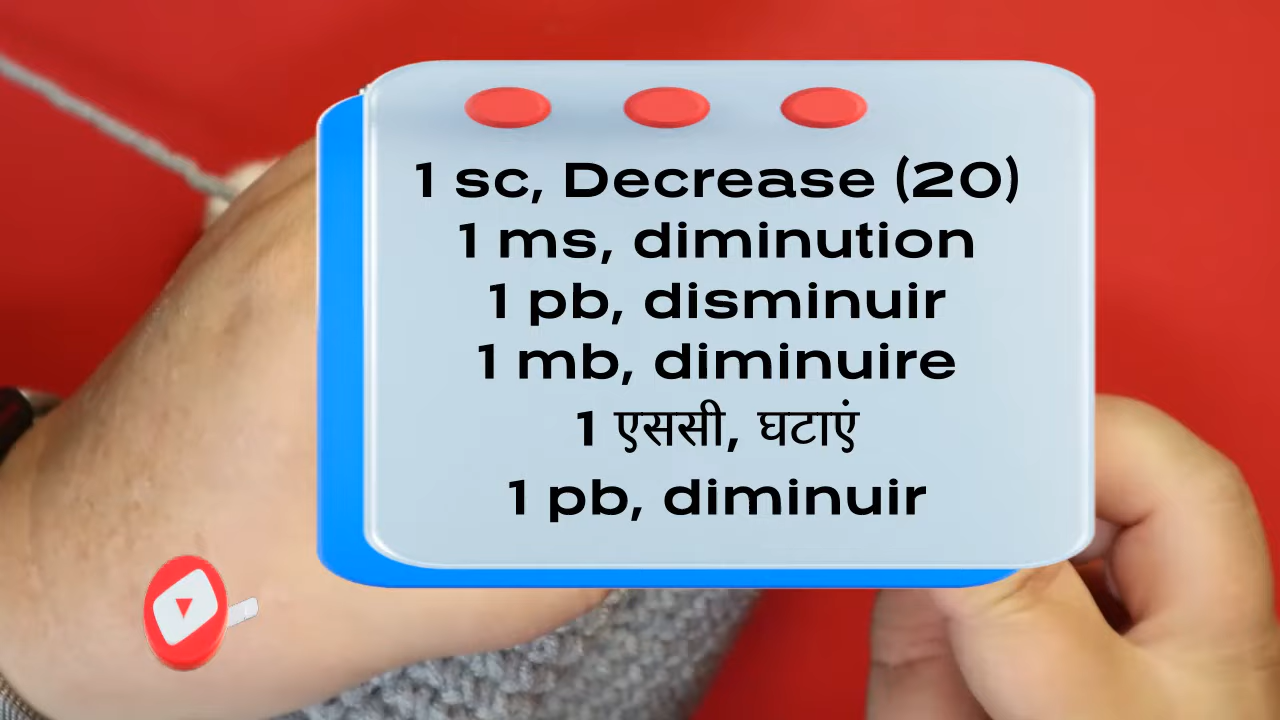 1 sc, Decrease (20)
1 ms, diminution
1 pb, disminuir
1 mb, diminuire
1 एससी, घटाएं
1 pb, diminuir